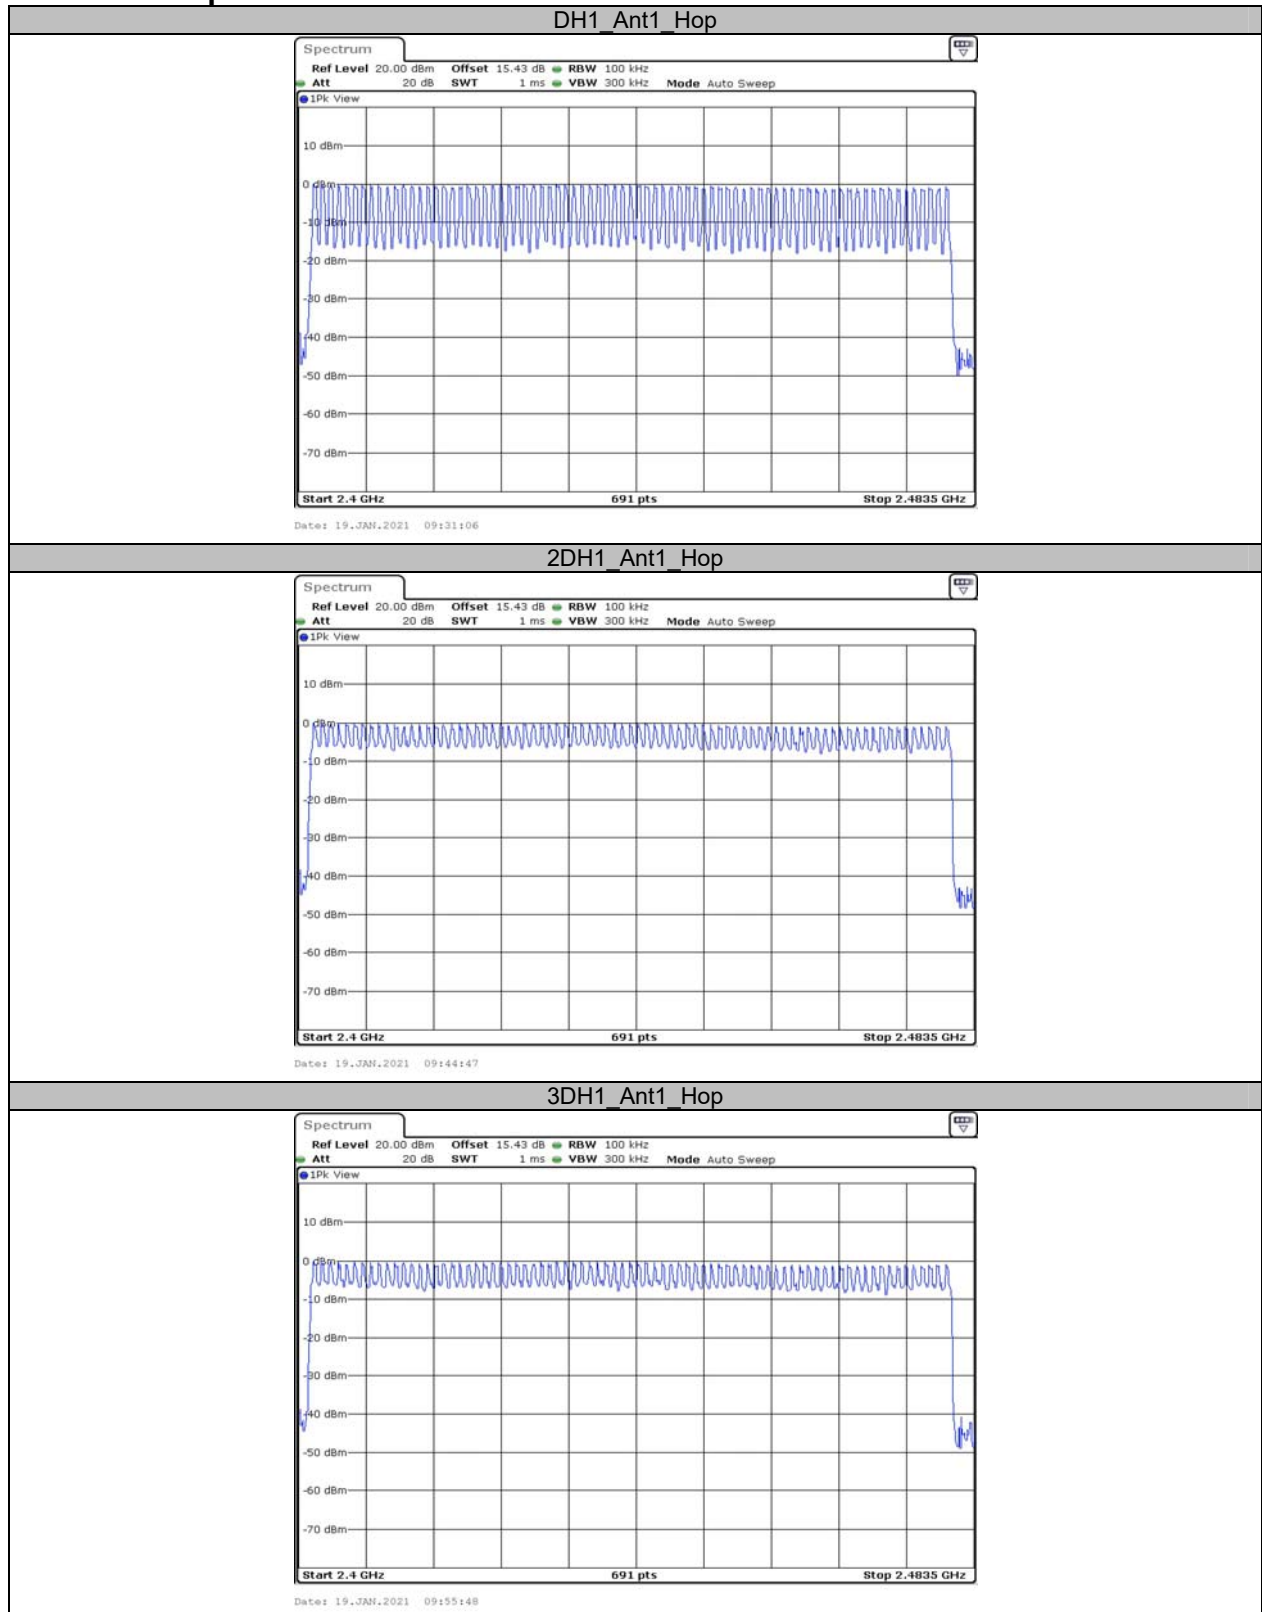 DH1_Ant1_Hop
Spectrum
Ref Level 20.00 dBm Offset 15.43 dB RBW 100 kHz
Att 20 dB SWT 1 ms VBW 300 kHz Mode Auto Sweep
1Pk View
10 dBm
0 dBm
-10 dBm
-20 dBm
-30 dBm
-40 dBm
-50 dBm
-60 dBm
-70 dBm
Start 2.4 GHz 691 pts Stop 2.4835 GHz
Date: 19.JAN.2021 09:31:06
2DH1_Ant1_Hop
Spectrum
Ref Level 20.00 dBm Offset 15.43 dB RBW 100 kHz
Att 20 dB SWT 1 ms VBW 300 kHz Mode Auto Sweep
1Pk View
10 dBm
0 dBm
-10 dBm
-20 dBm
-30 dBm
-40 dBm
-50 dBm
-60 dBm
-70 dBm
Start 2.4 GHz 691 pts Stop 2.4835 GHz
Date: 19.JAN.2021 09:44:47
3DH1_Ant1_Hop
Spectrum
Ref Level 20.00 dBm Offset 15.43 dB RBW 100 kHz
Att 20 dB SWT 1 ms VBW 300 kHz Mode Auto Sweep
1Pk View
10 dBm
0 dBm
-10 dBm
-20 dBm
-30 dBm
-40 dBm
-50 dBm
-60 dBm
-70 dBm
Start 2.4 GHz 691 pts Stop 2.4835 GHz
Date: 19.JAN.2021 09:55:48